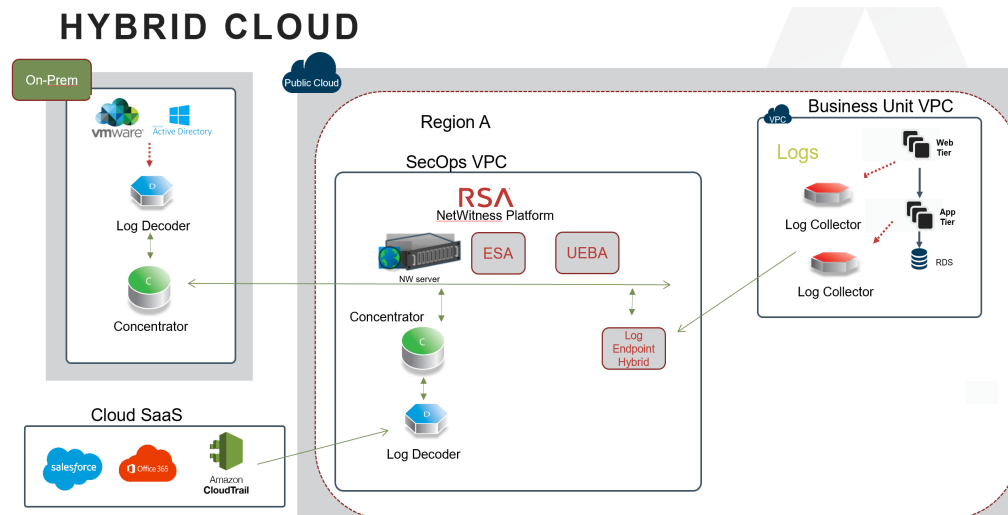 HYBRID CLOUD
On-Prem
vmware
Active Directory
D
Log Decoder
C
Concentrator
Public Cloud
Region A
SecOps VPC
RSA
NetWitness Platform
NW server
ESA
UEBA
Concentrator
C
D
Log Decoder
Log
Endpoint
Hybrid
Business Unit VPC
VPC
Logs
Web
Tier
Log Collector
App
Tier
Log Collector
RDS
Cloud SaaS
salesforce
Office 365
Amazon
CloudTrail